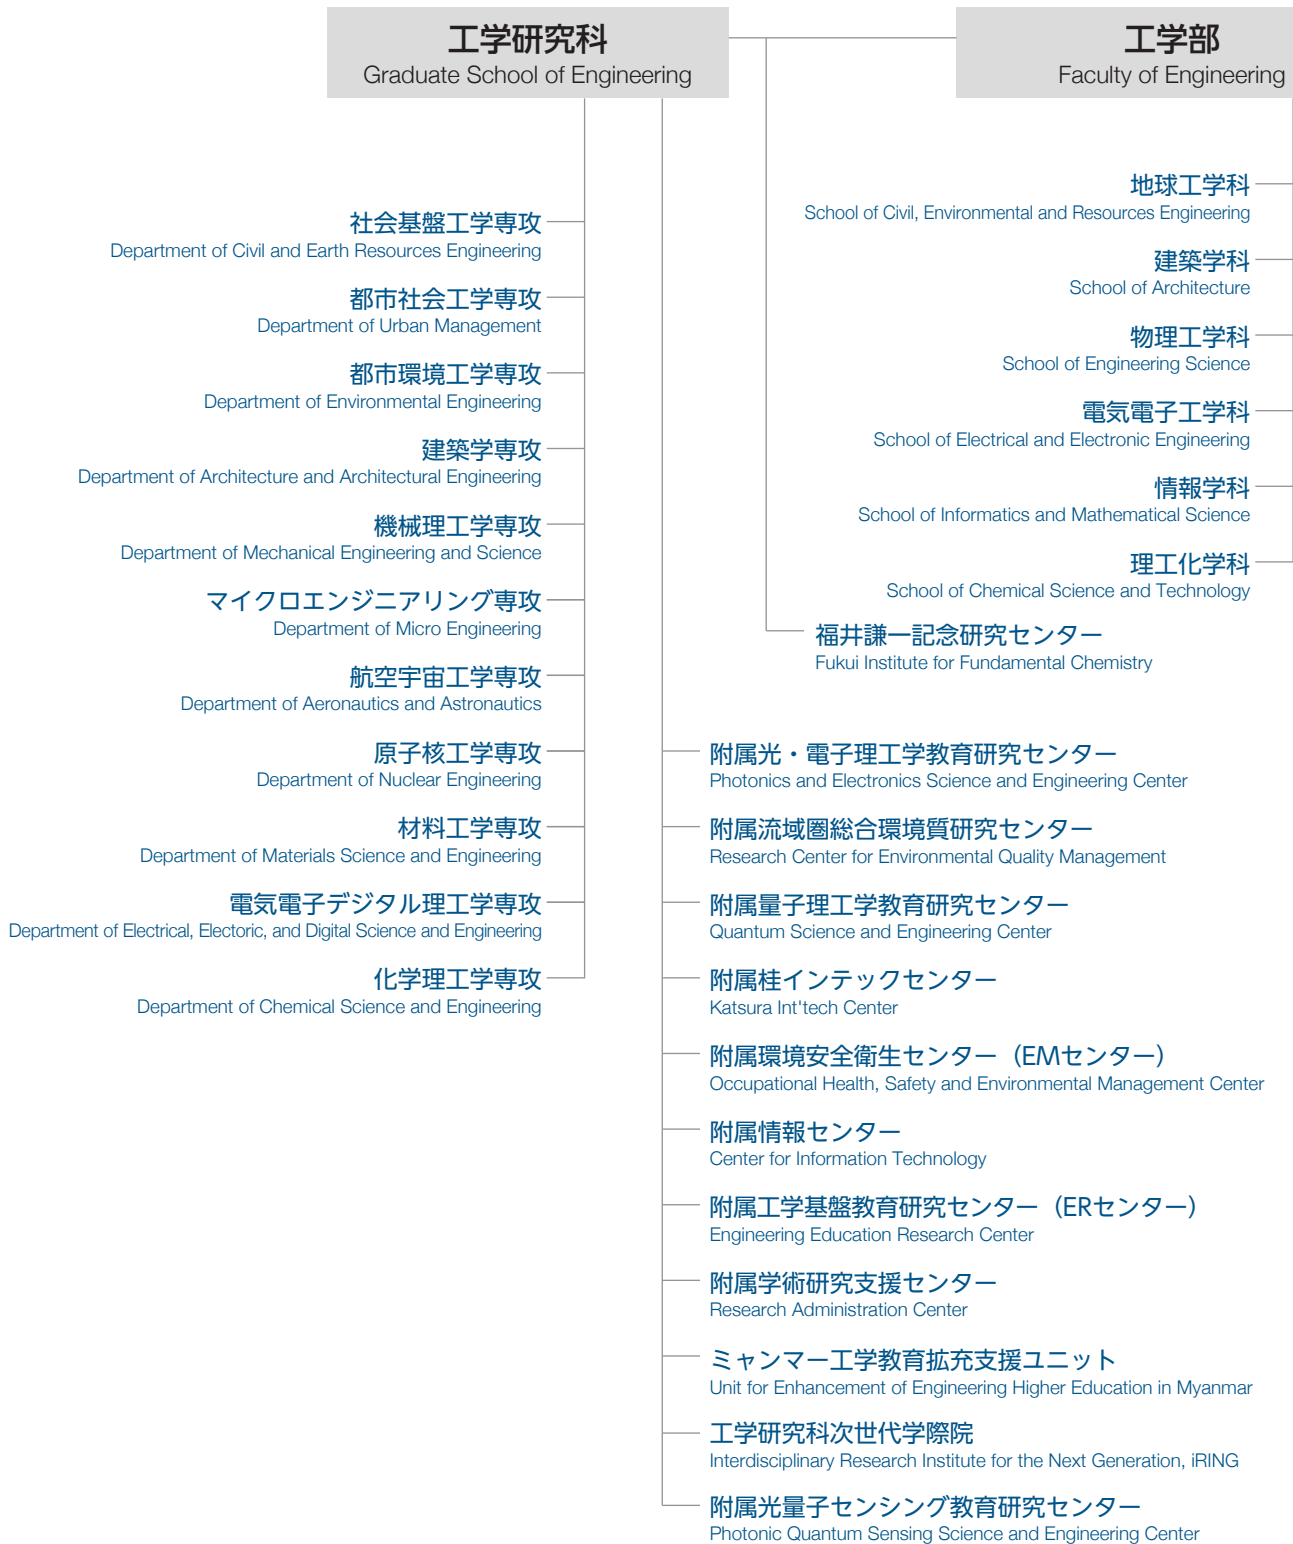 工学研究科
Graduate School of Engineering
工学部
Faculty of Engineering
社会基盤工学専攻
Department of Civil and Earth Resources Engineering
都市社会工学専攻
Department of Urban Management
都市環境工学専攻
Department of Environmental Engineering
建築学専攻
Department of Architecture and Architectural Engineering
機械理工学専攻
Department of Mechanical Engineering and Science
マイクロエンジニアリング専攻
Department of Micro Engineering
航空宇宙工学専攻
Department of Aeronautics and Astronautics
原子核工学専攻
Department of Nuclear Engineering
材料工学専攻
Department of Materials Science and Engineering
電気電子デジタル理工学専攻
Department of Electrical, Electoric, and Digital Science and Engineering
化学理工学専攻
Department of Chemical Science and Engineering
地球工学科
School of Civil, Environmental and Resources Engineering
建築学科
School of Architecture
物理工学科
School of Engineering Science
電気電子工学科
School of Electrical and Electronic Engineering
情報学科
School of Informatics and Mathematical Science
理工化学科
School of Chemical Science and Technology
福井謙一記念研究センター
Fukui Institute for Fundamental Chemistry
附属光・電子理工学教育研究センター
Photonics and Electronics Science and Engineering Center
附属流域圏総合環境質研究センター
Research Center for Environmental Quality Management
附属量子理工学教育研究センター
Quantum Science and Engineering Center
附属桂インテックセンター
Katsura Int'tech Center
附属環境安全衛生センター（EMセンター）
Occupational Health, Safety and Environmental Management Center
附属情報センター
Center for Information Technology
附属工学基盤教育研究センター（ERセンター）
Engineering Education Research Center
附属学術研究支援センター
Research Administration Center
ミャンマー工学教育拡充支援ユニット
Unit for Enhancement of Engineering Higher Education in Myanmar
工学研究科次世代学際院
Interdisciplinary Research Institute for the Next Generation, iRING
附属光量子センシング教育研究センター
Photonic Quantum Sensing Science and Engineering Center